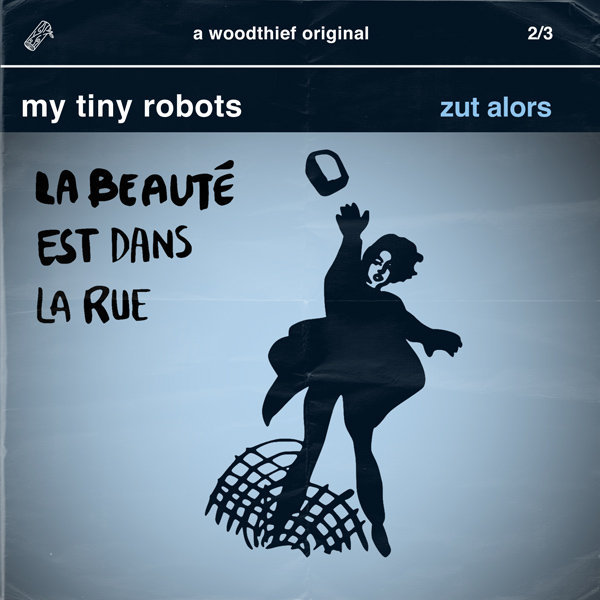 a woodthief original
2/3
my tiny robots
zut alors
LA BEAUTÉ
EST DANS
LA RUE